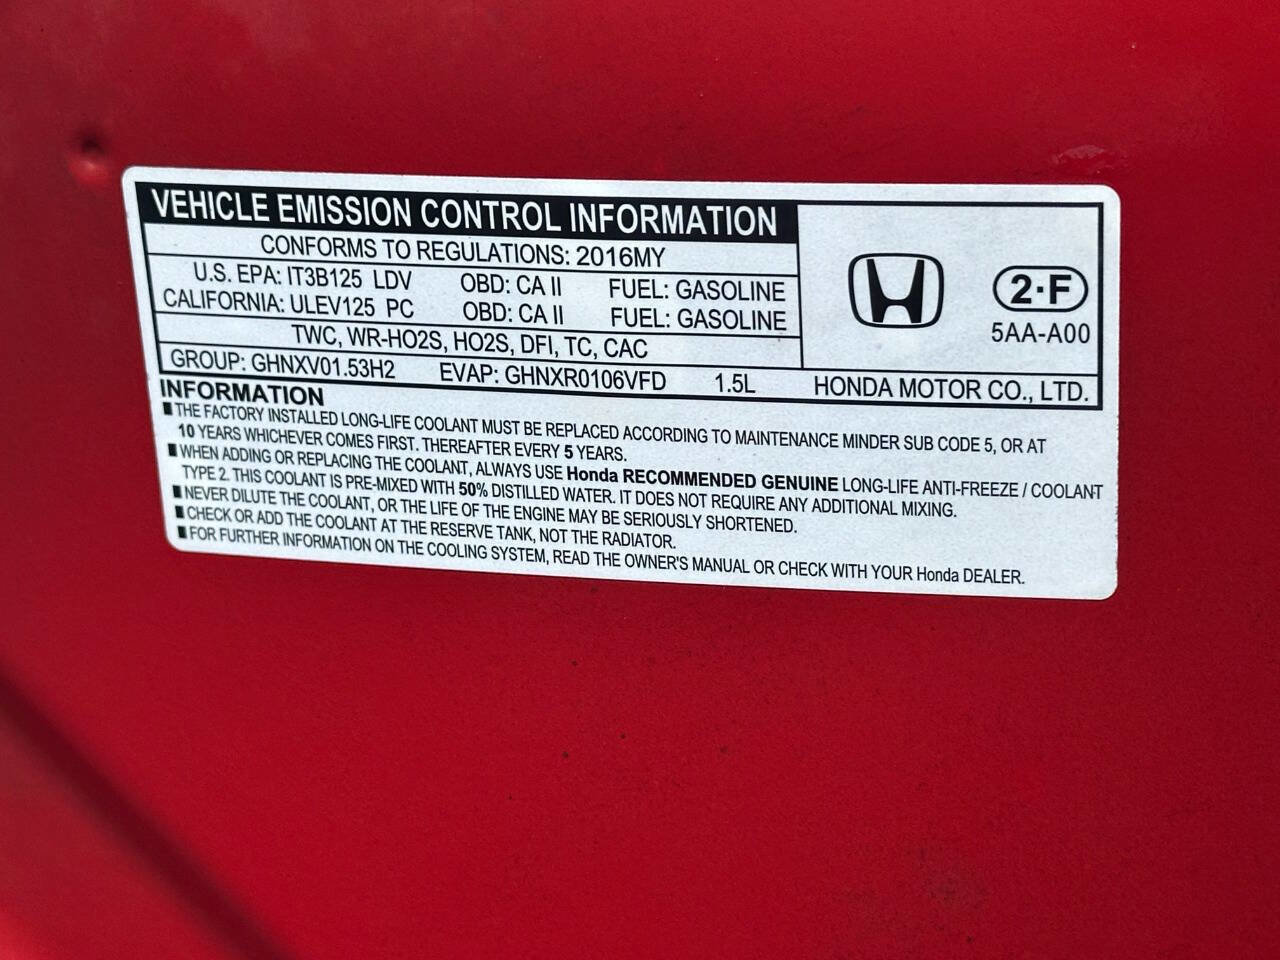 VEHICLE EMISSION CONTROL INFORMATION
CONFORMS TO REGULATIONS: 2016MY
U.S. EPA: IT3B125 LDV OBD: CA II FUEL: GASOLINE
CALIFORNIA: ULEV125 PC OBD: CA II FUEL: GASOLINE
TWC, WR-HO2S, HO2S, DFI, TC, CAC
GROUP: GHNXV01.53H2 EVAP: GHNXR0106VFD 1.5L
2·F
5AA-A00
HONDA MOTOR CO., LTD.
INFORMATION
∎ THE FACTORY INSTALLED LONG-LIFE COOLANT MUST BE REPLACED ACCORDING TO MAINTENANCE MINDER SUB CODE 5, OR AT
10 YEARS WHICHEVER COMES FIRST. THEREAFTER EVERY 5 YEARS.
∎ WHEN ADDING OR REPLACING THE COOLANT, ALWAYS USE Honda RECOMMENDED GENUINE LONG-LIFE ANTI-FREEZE / COOLANT
TYPE 2. THIS COOLANT IS PRE-MIXED WITH 50% DISTILLED WATER. IT DOES NOT REQUIRE ANY ADDITIONAL MIXING.
∎ NEVER DILUTE THE COOLANT, OR THE LIFE OF THE ENGINE MAY BE SERIOUSLY SHORTENED.
∎ CHECK OR ADD THE COOLANT AT THE RESERVE TANK, NOT THE RADIATOR.
∎ FOR FURTHER INFORMATION ON THE COOLING SYSTEM, READ THE OWNER'S MANUAL OR CHECK WITH YOUR Honda DEALER.